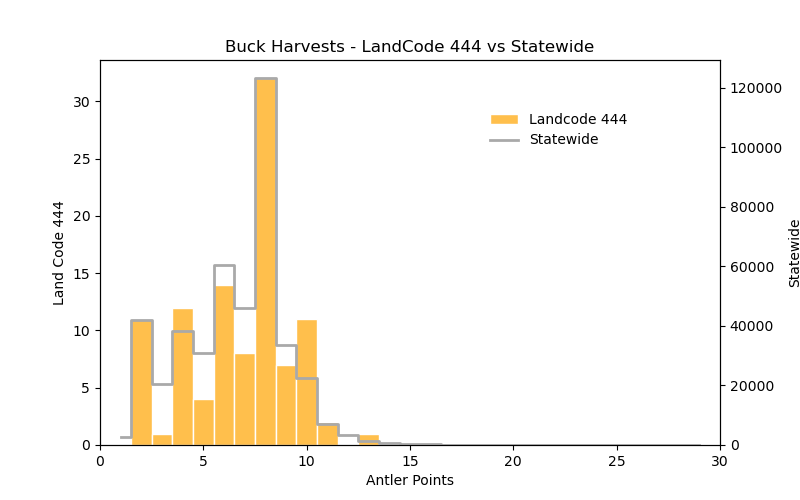 Buck Harvests - LandCode 444 vs Statewide
Land Code 444
30
25
20
15
10
5
0
Landcode 444
Statewide
120000
100000
80000
60000
40000
20000
0
Statewide
0 5 10 15 20 25 30
Antler Points